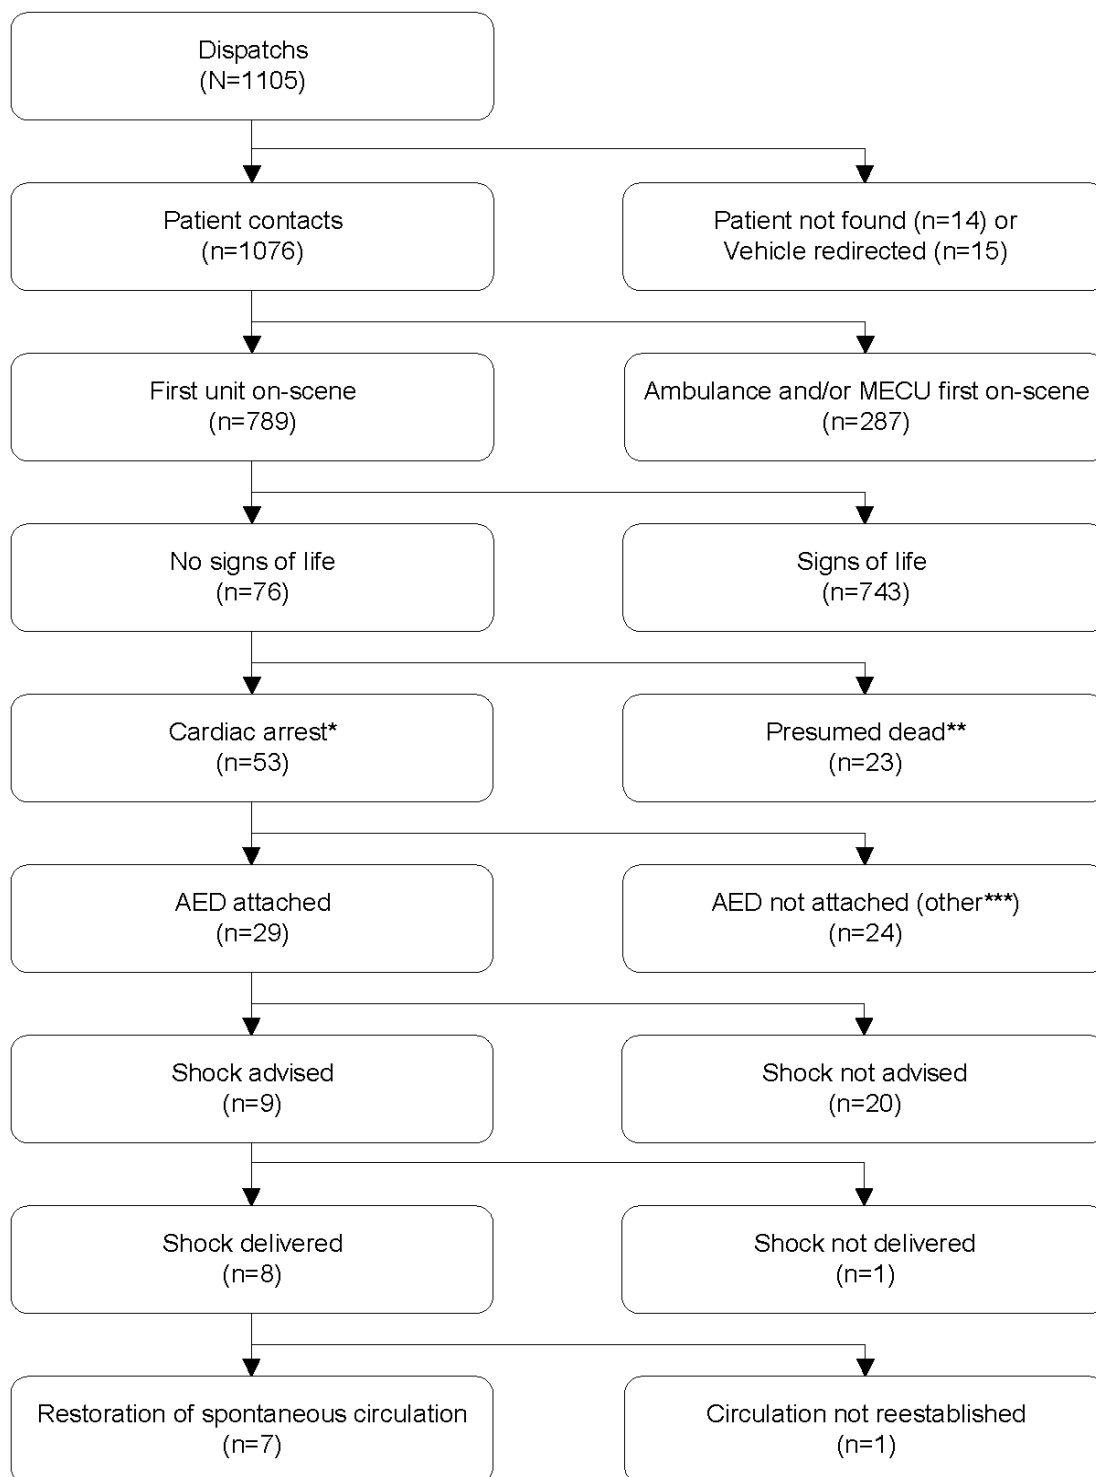 Dispatchs
(N=1105)
Patient contacts
(n=1076)
Patient not found (n=14) or
Vehicle redirected (n=15)
First unit on-scene
(n=789)
Ambulance and/or MECU first on-scene
(n=287)
No signs of life
(n=76)
Signs of life
(n=743)
Cardiac arrest*
(n=53)
Presumed dead**
(n=23)
AED attached
(n=29)
AED not attached (other***)
(n=24)
Shock advised
(n=9)
Shock not advised
(n=20)
Shock delivered
(n=8)
Shock not delivered
(n=1)
Restoration of spontaneous circulation
(n=7)
Circulation not reestablished
(n=1)